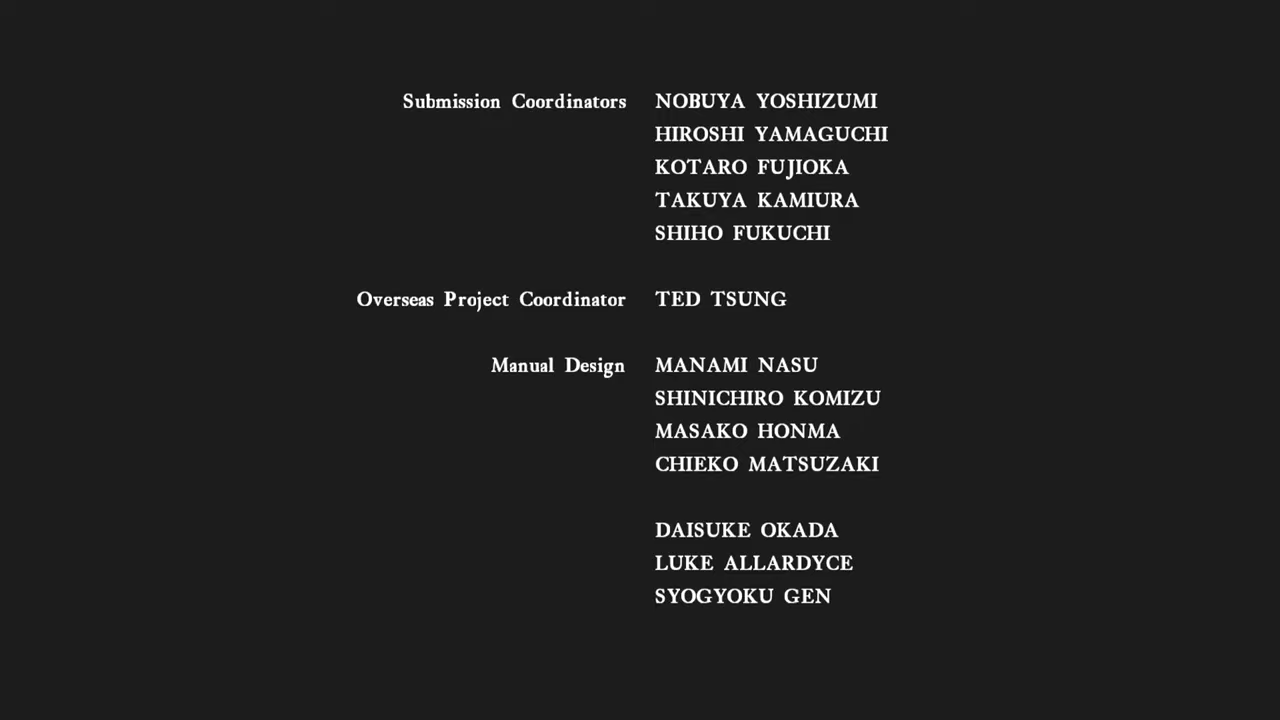 Submission Coordinators NOBUYA YOSHIZUMI
HIROSHI YAMAGUCHI
KOTARO FUJIOKA
TAKUYA KAMIURA
SHIHO FUKUCHI
Overseas Project Coordinator TED TSUNG
Manual Design MANAMI NASU
SHINICHIRO KOMIZU
MASAKO HONMA
CHIEKO MATSUZAKI
DAISUKE OKADA
LUKE ALLARDYCE
SYOGYOKU GEN